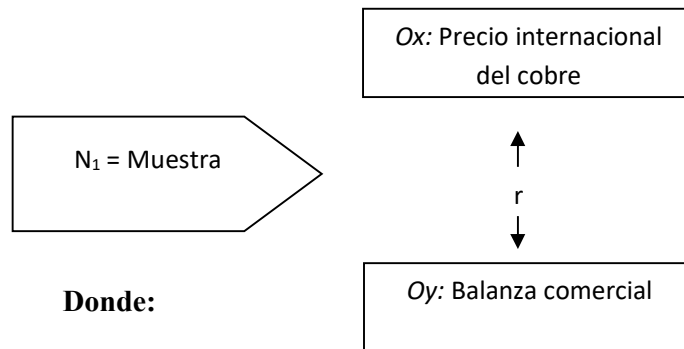 Ox: Precio internacional
del cobre
N₁ = Muestra
r
Oy: Balanza comercial
Donde: